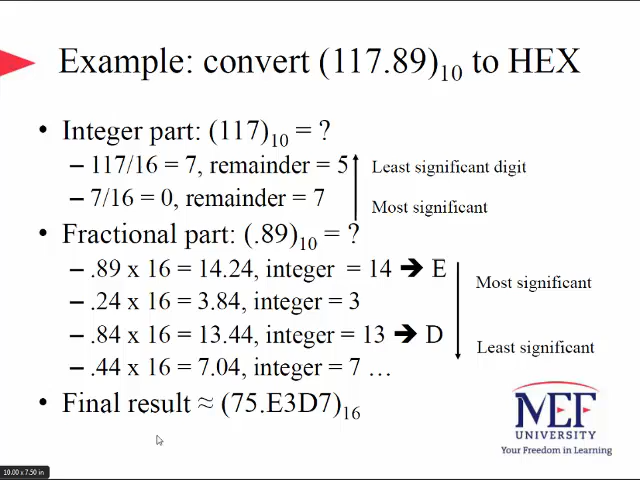 Example: convert (117.89)₁₀ to HEX
• Integer part: (117)₁₀ = ?
– 117/16 = 7, remainder = 5
Least significant digit
– 7/16 = 0, remainder = 7
Most significant
• Fractional part: (.89)₁₀ = ?
– .89 x 16 = 14.24, integer = 14 ➔ E
Most significant
– .24 x 16 = 3.84, integer = 3
– .84 x 16 = 13.44, integer = 13 ➔ D
Least significant
– .44 x 16 = 7.04, integer = 7 …
• Final result ≈ (75.E3D7)₁₆
MEF
UNIVERSITY
Your Freedom in Learning
10.00 x 7.50 in